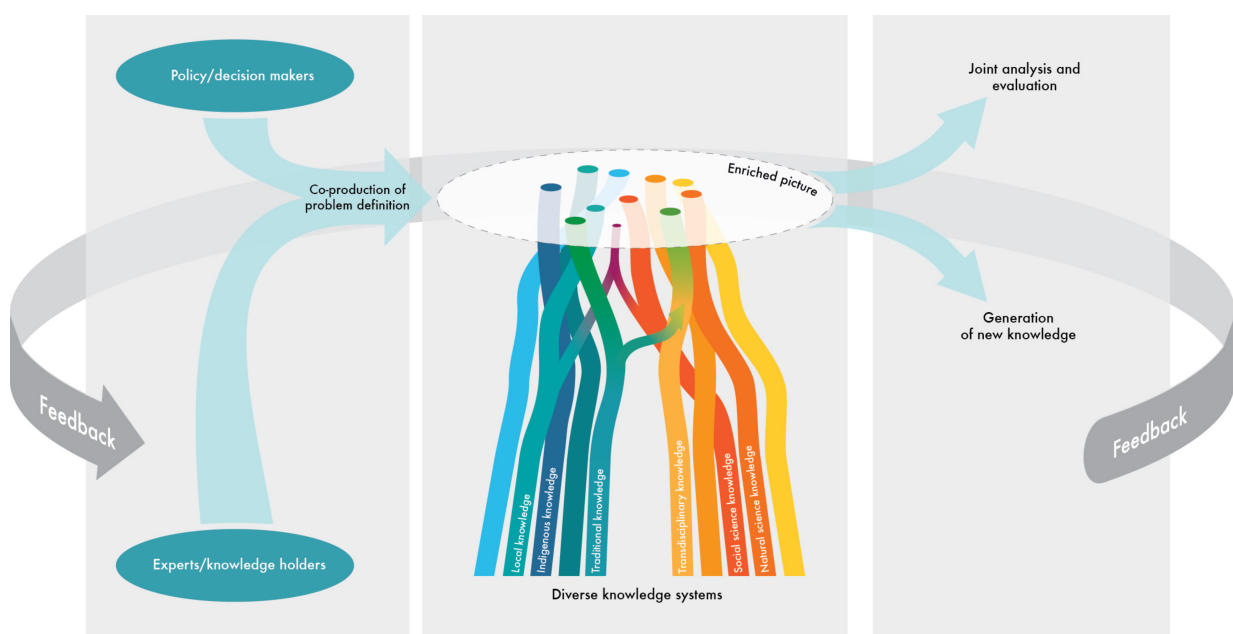 Policy/decision makers
Co-production of
problem definition
Experts/knowledge holders
Feedback
Enriched picture
Local knowledge
Indigenous knowledge
Traditional knowledge
Transdisciplinary knowledge
Social science knowledge
Natural science knowledge
Diverse knowledge systems
Joint analysis and
evaluation
Generation
of new knowledge
Feedback